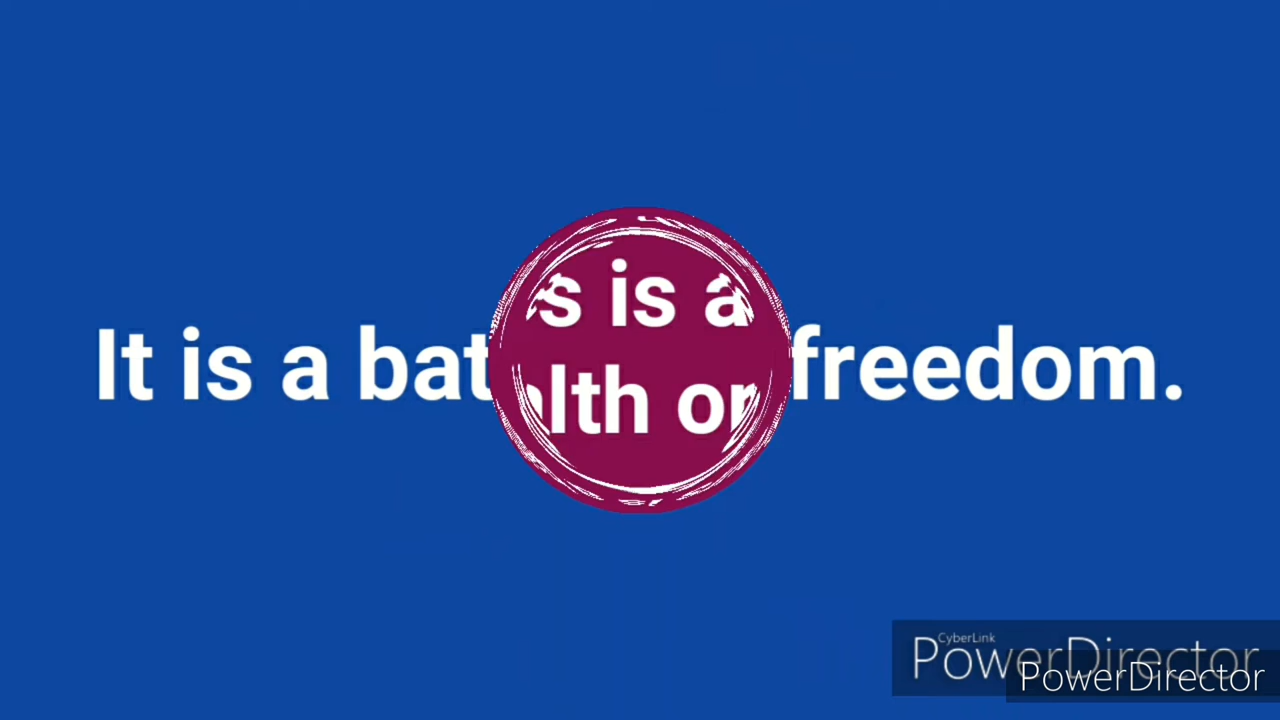 It is a bat freedom.
s is a
lth or
CyberLink
PowerDirector
PowerDirector